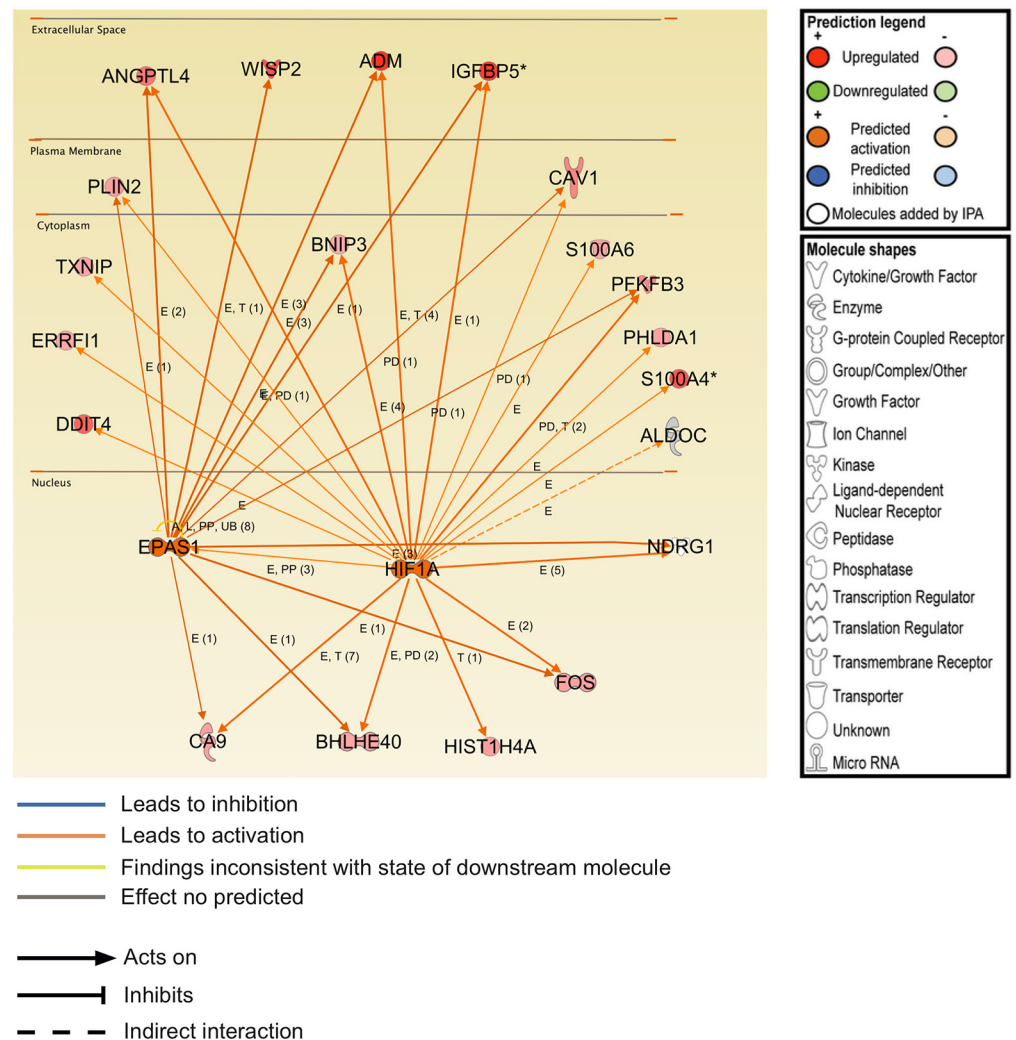 Extracellular Space
ANGPTL4
WISP2
ADM
IGFBP5*
Plasma Membrane
PLIN2
CAV1
Cytoplasm
BNIP3
S100A6
TXNIP
PFKFB3
E (2)
E, T (1)
E (3)
E (1)
E, T (4)
E (3)
E (1)
ERRFI1
PHLDA1
E (1)
PD (1)
PD (1)
S100A4*
E, PD (1)
E (4)
PD (1)
E
DDIT4
PD, T (2)
ALDOC
E
Nucleus
E
E
E
A, L, PP, UB (8)
EPAS1
E (3)
NDRG1
HIF1A
E, PP (3)
E (5)
E (1)
E (1)
E (1)
E (2)
E, T (7)
E, PD (2)
T (1)
FOS
CA9
BHLHE40
HIST1H4A
Prediction legend
+ -
Upregulated
Downregulated
+ -
Predicted
activation
Predicted
inhibition
Molecules added by IPA
Molecule shapes
Cytokine/Growth Factor
Enzyme
G-protein Coupled Receptor
Group/Complex/Other
Growth Factor
Ion Channel
Kinase
Ligand-dependent
Nuclear Receptor
Peptidase
Phosphatase
Transcription Regulator
Translation Regulator
Transmembrane Receptor
Transporter
Unknown
Micro RNA
Leads to inhibition
Leads to activation
Findings inconsistent with state of downstream molecule
Effect no predicted
Acts on
Inhibits
Indirect interaction